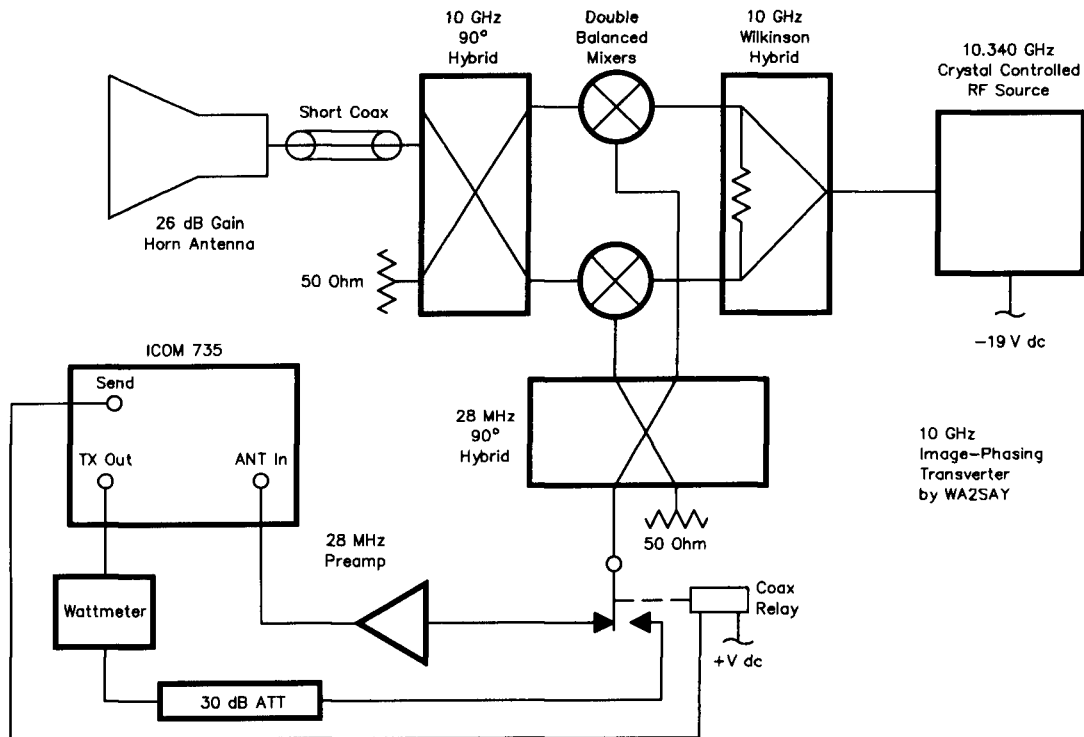 10 GHz
90° Hybrid
Double
Balanced
Mixers
10 GHz
Wilkinson
Hybrid
10.340 GHz
Crystal Controlled
RF Source
Short Coax
26 dB Gain
Horn Antenna
50 Ohm
-19 V dc
ICOM 735
Send
TX Out
ANT In
28 MHz
90°
Hybrid
10 GHz
Image-Phasing
Transverter
by WA2SAY
50 Ohm
28 MHz
Preamp
Coax
Relay
+V dc
Wattmeter
30 dB ATT